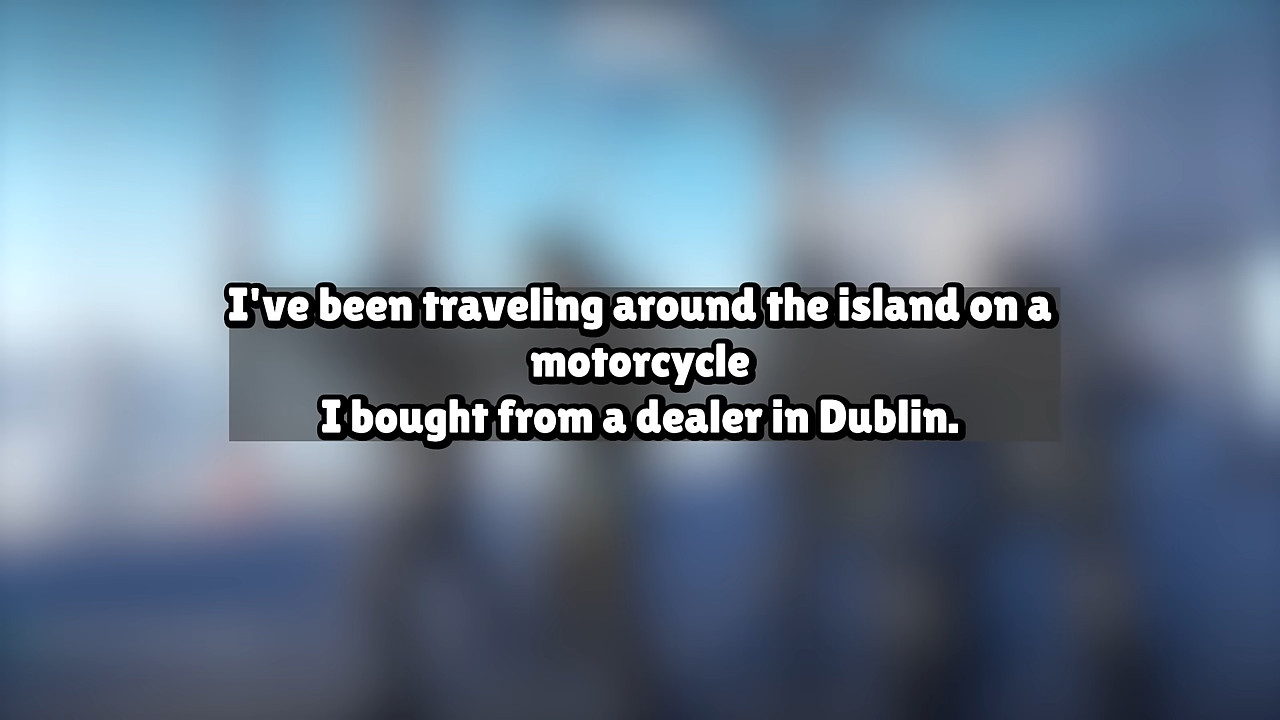 I've been traveling around the island on a
motorcycle
I bought from a dealer in Dublin.